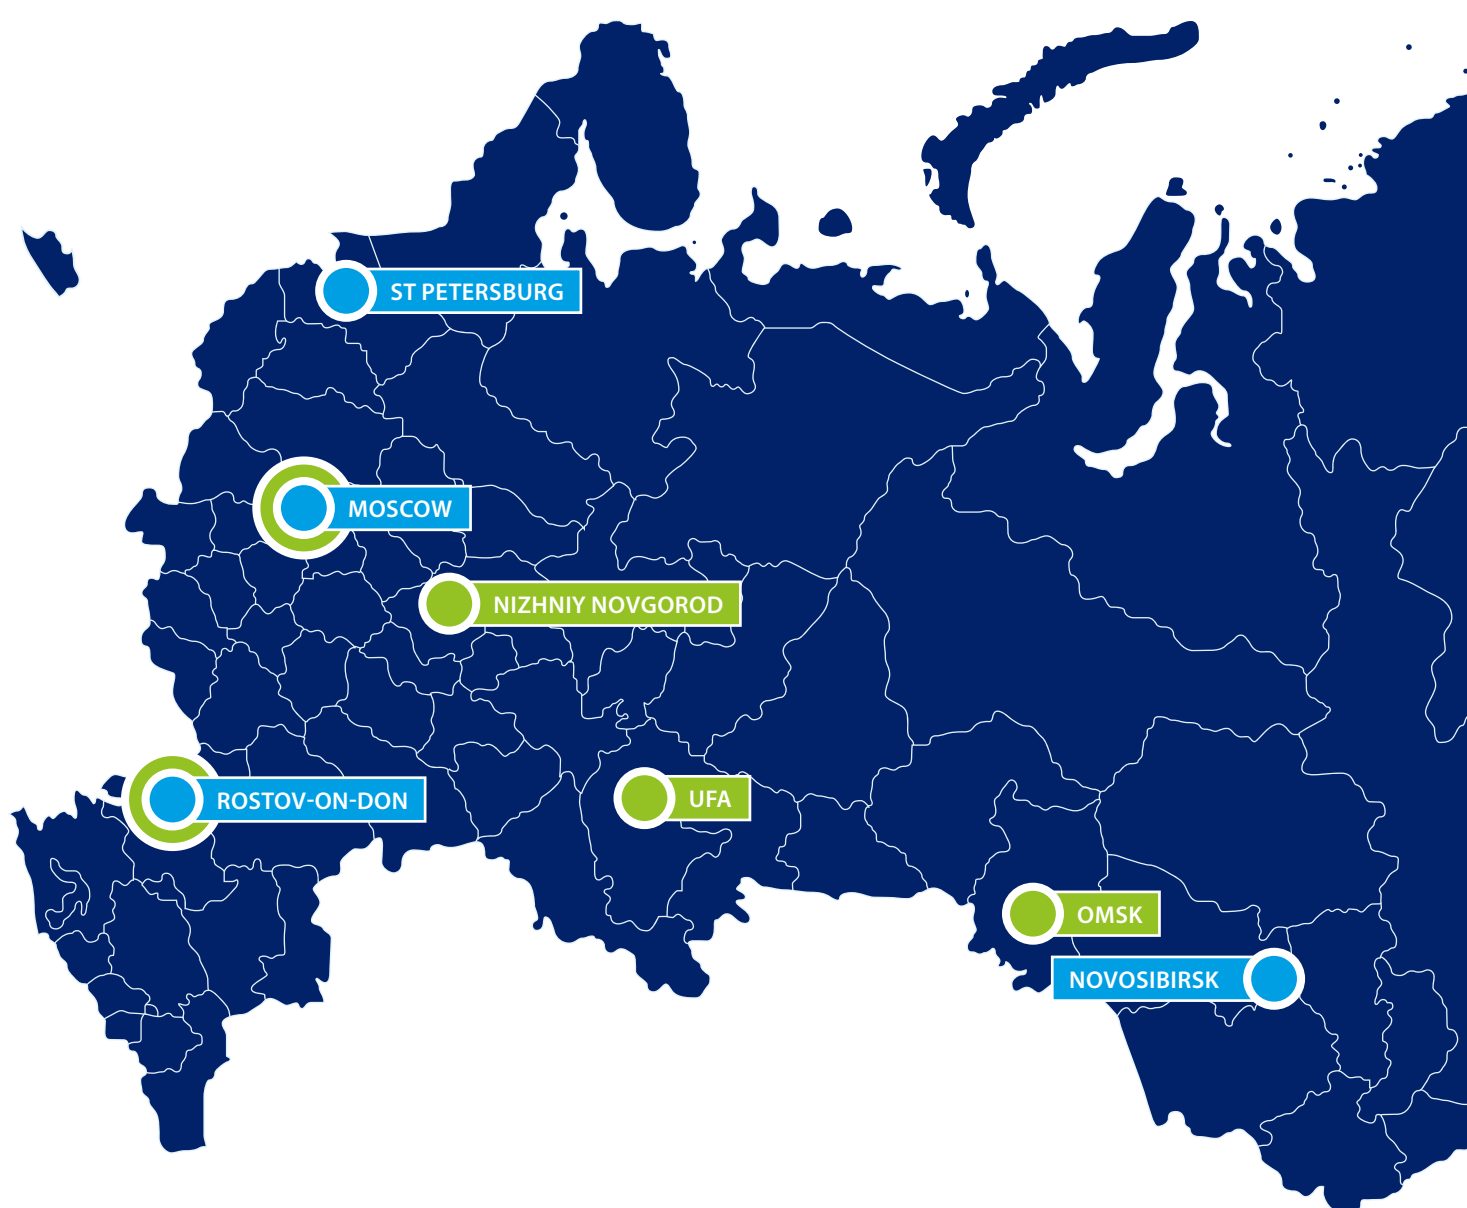 ST PETERSBURG
MOSCOW
NIZHNIY NOVGOROD
ROSTOV-ON-DON
UFA
OMSK
NOVOSIBIRSK